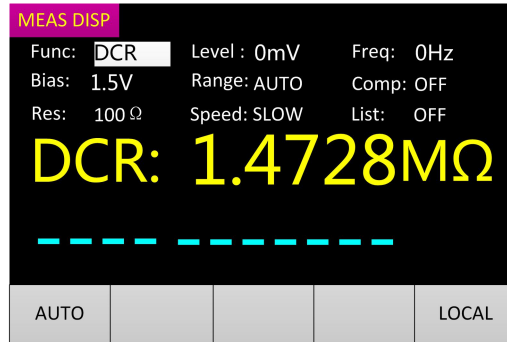 MEAS DISP
Func: DCR Level : 0mV Freq: 0Hz
Bias: 1.5V Range: AUTO Comp: OFF
Res: 100 Ω Speed: SLOW List: OFF
DCR: 1.4728MΩ
---- -------
AUTO LOCAL